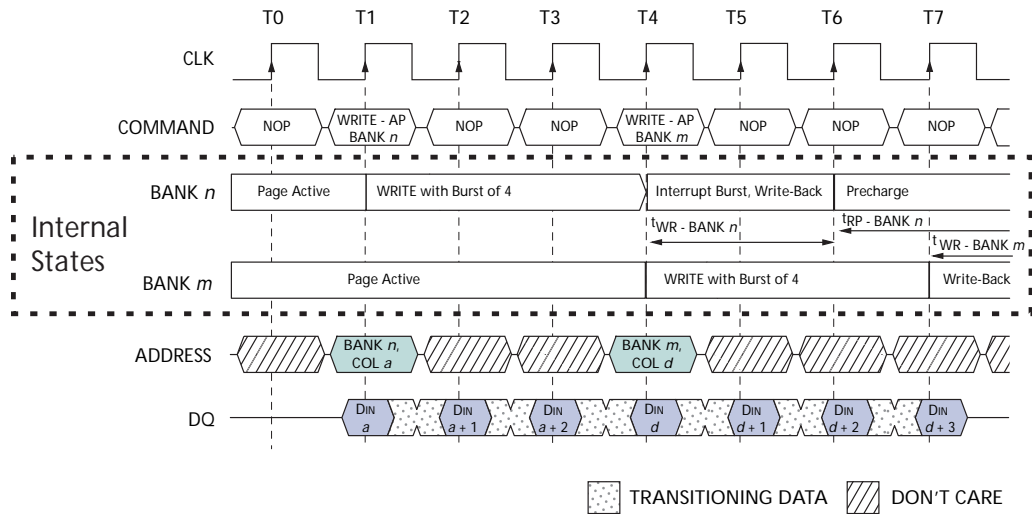 T0 T1 T2 T3 T4 T5 T6 T7
CLK
COMMAND NOP WRITE - AP BANK n NOP NOP WRITE - AP BANK m NOP NOP NOP
Internal States
BANK n Page Active WRITE with Burst of 4 Interrupt Burst, Write-Back Precharge
tWR - BANK n tRP - BANK n
tWR - BANK m
BANK m Page Active WRITE with Burst of 4 Write-Back
ADDRESS BANK n, COL a BANK m, COL d
DQ DIN a DIN a + 1 DIN a + 2 DIN d DIN d + 1 DIN d + 2 DIN d + 3
TRANSITIONING DATA DON'T CARE